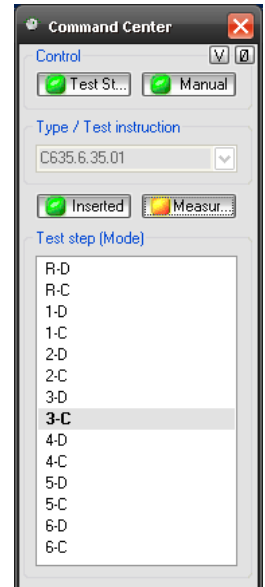 Command Center
Control V Ø
Test St... Manual
Type / Test instruction
C635.6.35.01
Inserted Measur...
Test step (Mode)
R-D
R-C
1-D
1-C
2-D
2-C
3-D
3-C
4-D
4-C
5-D
5-C
6-D
6-C